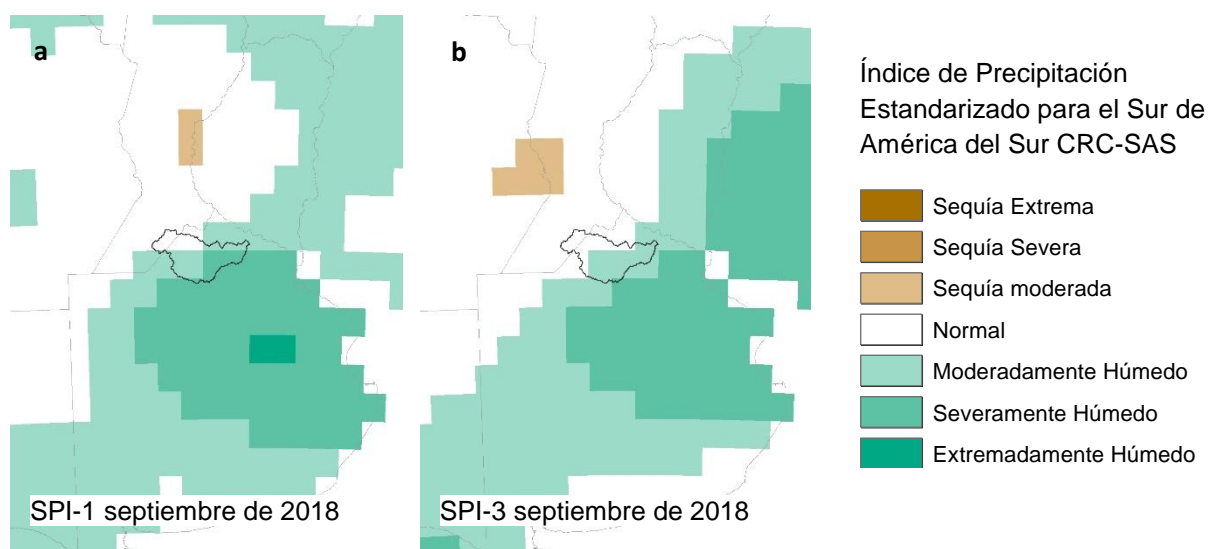 a
SPI-1 septiembre de 2018
b
SPI-3 septiembre de 2018
Índice de Precipitación
Estandarizado para el Sur de
América del Sur CRC-SAS
Sequía Extrema
Sequía Severa
Sequía moderada
Normal
Moderadamente Húmedo
Severamente Húmedo
Extremadamente Húmedo